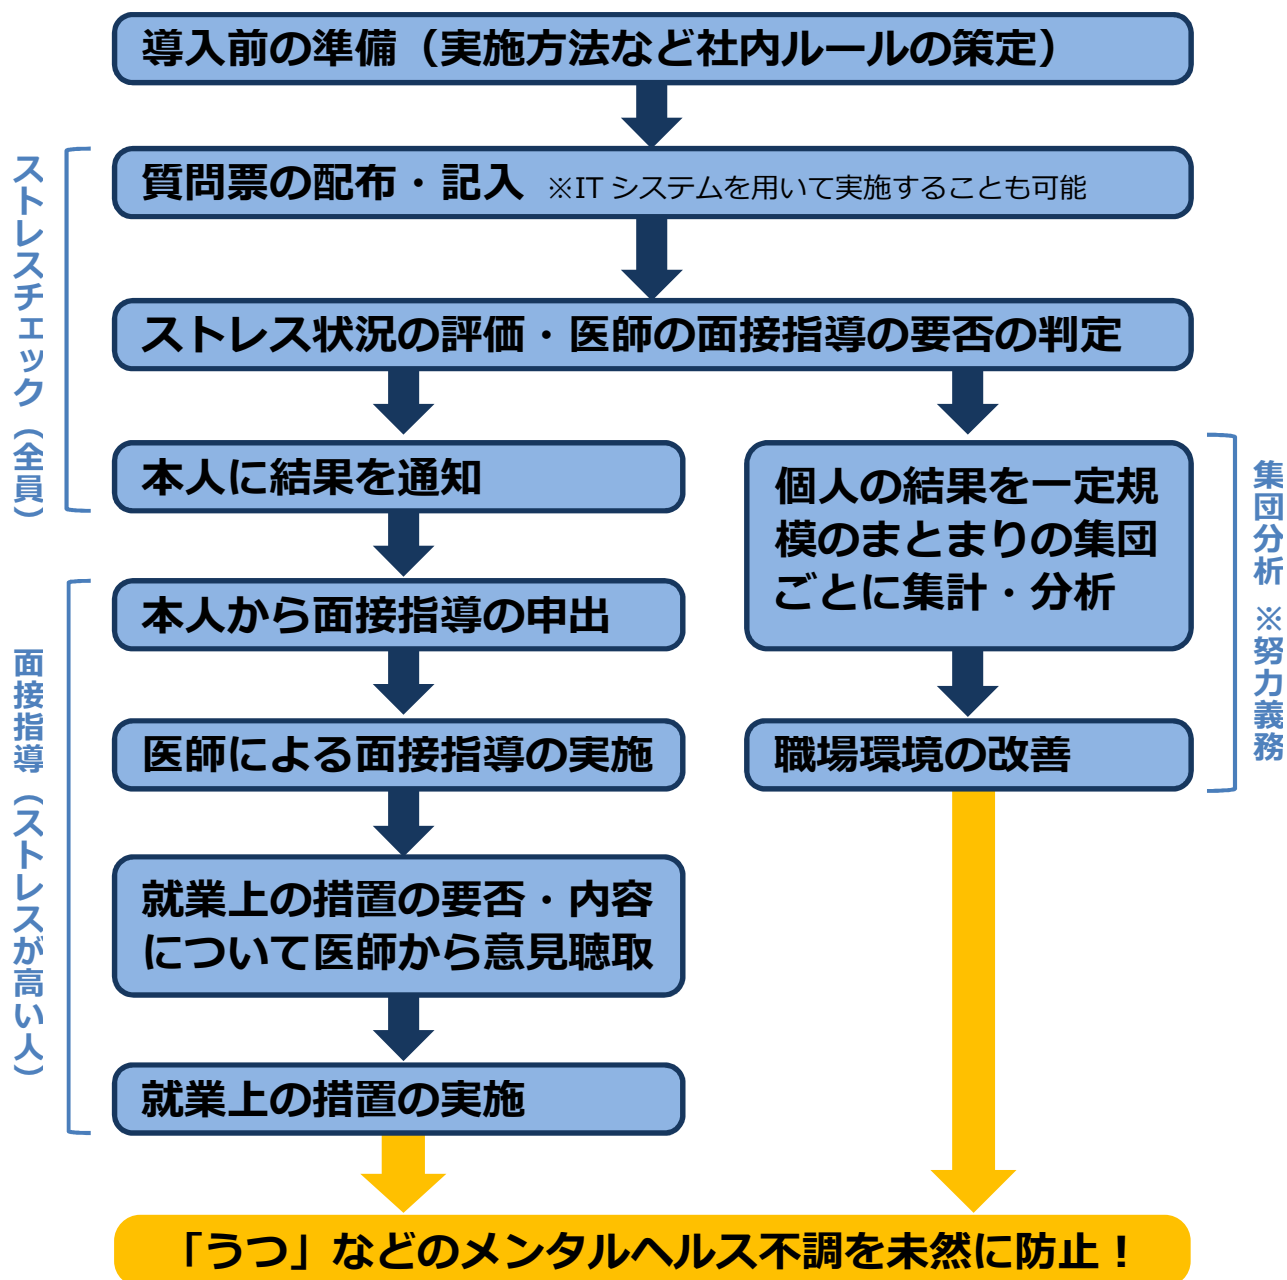 導入前の準備（実施方法など社内ルールの策定）
質問票の配布・記入 ※IT システムを用いて実施することも可能
ストレス状況の評価・医師の面接指導の要否の判定
ストレスチェック（全員）
本人に結果を通知
個人の結果を一定規
模のまとまりの集団
ごとに集計・分析
集団分析 ※努力義務
本人から面接指導の申出
面接指導（ストレスが高い人）
医師による面接指導の実施
職場環境の改善
就業上の措置の要否・内容
について医師から意見聴取
就業上の措置の実施
「うつ」などのメンタルヘルス不調を未然に防止！